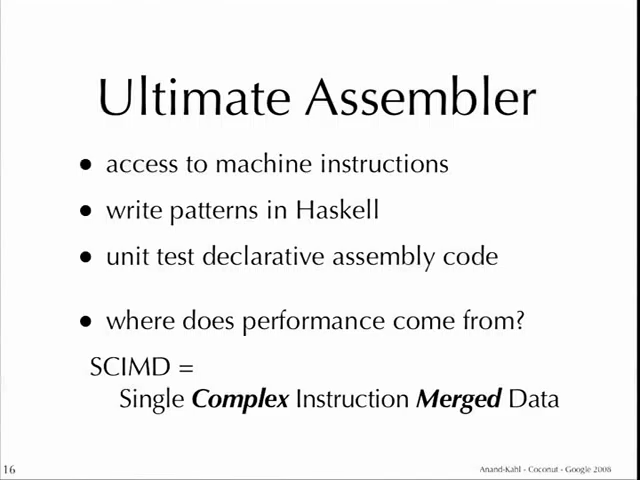 Ultimate Assembler
• access to machine instructions
• write patterns in Haskell
• unit test declarative assembly code
• where does performance come from?
SCIMD =
Single Complex Instruction Merged Data
16
Anand-Kahl - Coconut - Google 2008